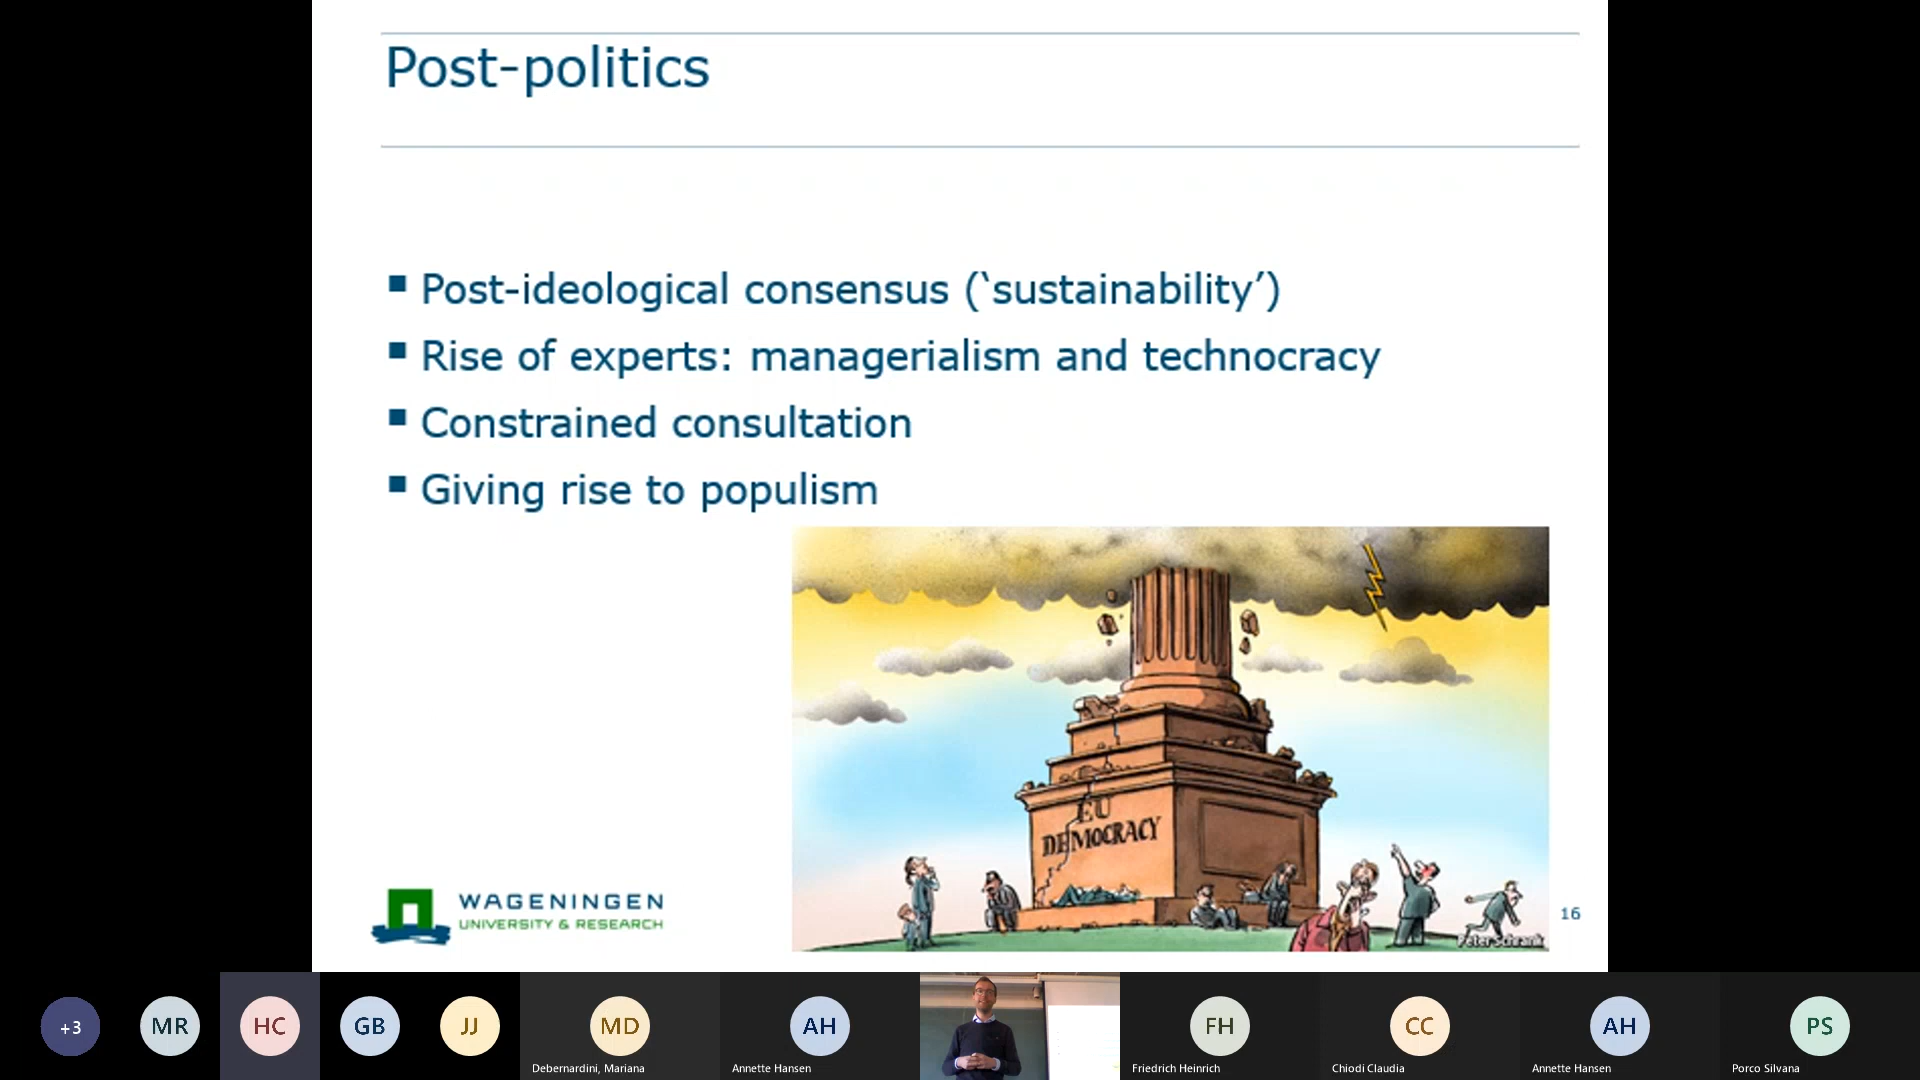 Post-politics
Post-ideological consensus (‘sustainability’)
Rise of experts: managerialism and technocracy
Constrained consultation
Giving rise to populism
EU
DEMOCRACY
Peter Schrank
WAGENINGEN
UNIVERSITY & RESEARCH
16
+3
MR
HC
GB
JJ
MD
Debernardini, Mariana
AH
Annette Hansen
FH
Friedrich Heinrich
CC
Chiodi Claudia
AH
Annette Hansen
PS
Porco Silvana